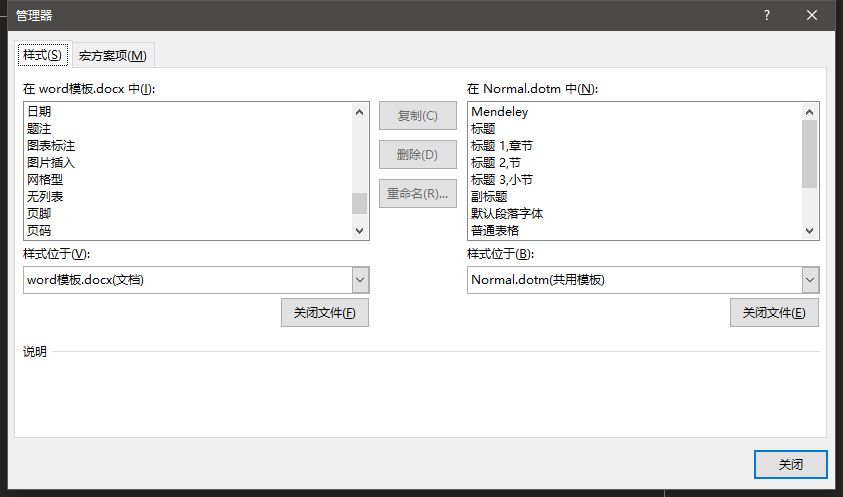 管理器
?
样式(S)
宏方案项(M)
在 word模板.docx 中(I):
日期
题注
图表标注
图片插入
网格型
无列表
页脚
页码
样式位于(V):
word模板.docx(文档)
关闭文件(F)
复制(C)
删除(D)
重命名(R)...
在 Normal.dotm 中(N):
Mendeley
标题
标题 1,章节
标题 2,节
标题 3,小节
副标题
默认段落字体
普通表格
样式位于(B):
Normal.dotm(共用模板)
关闭文件(E)
说明
关闭